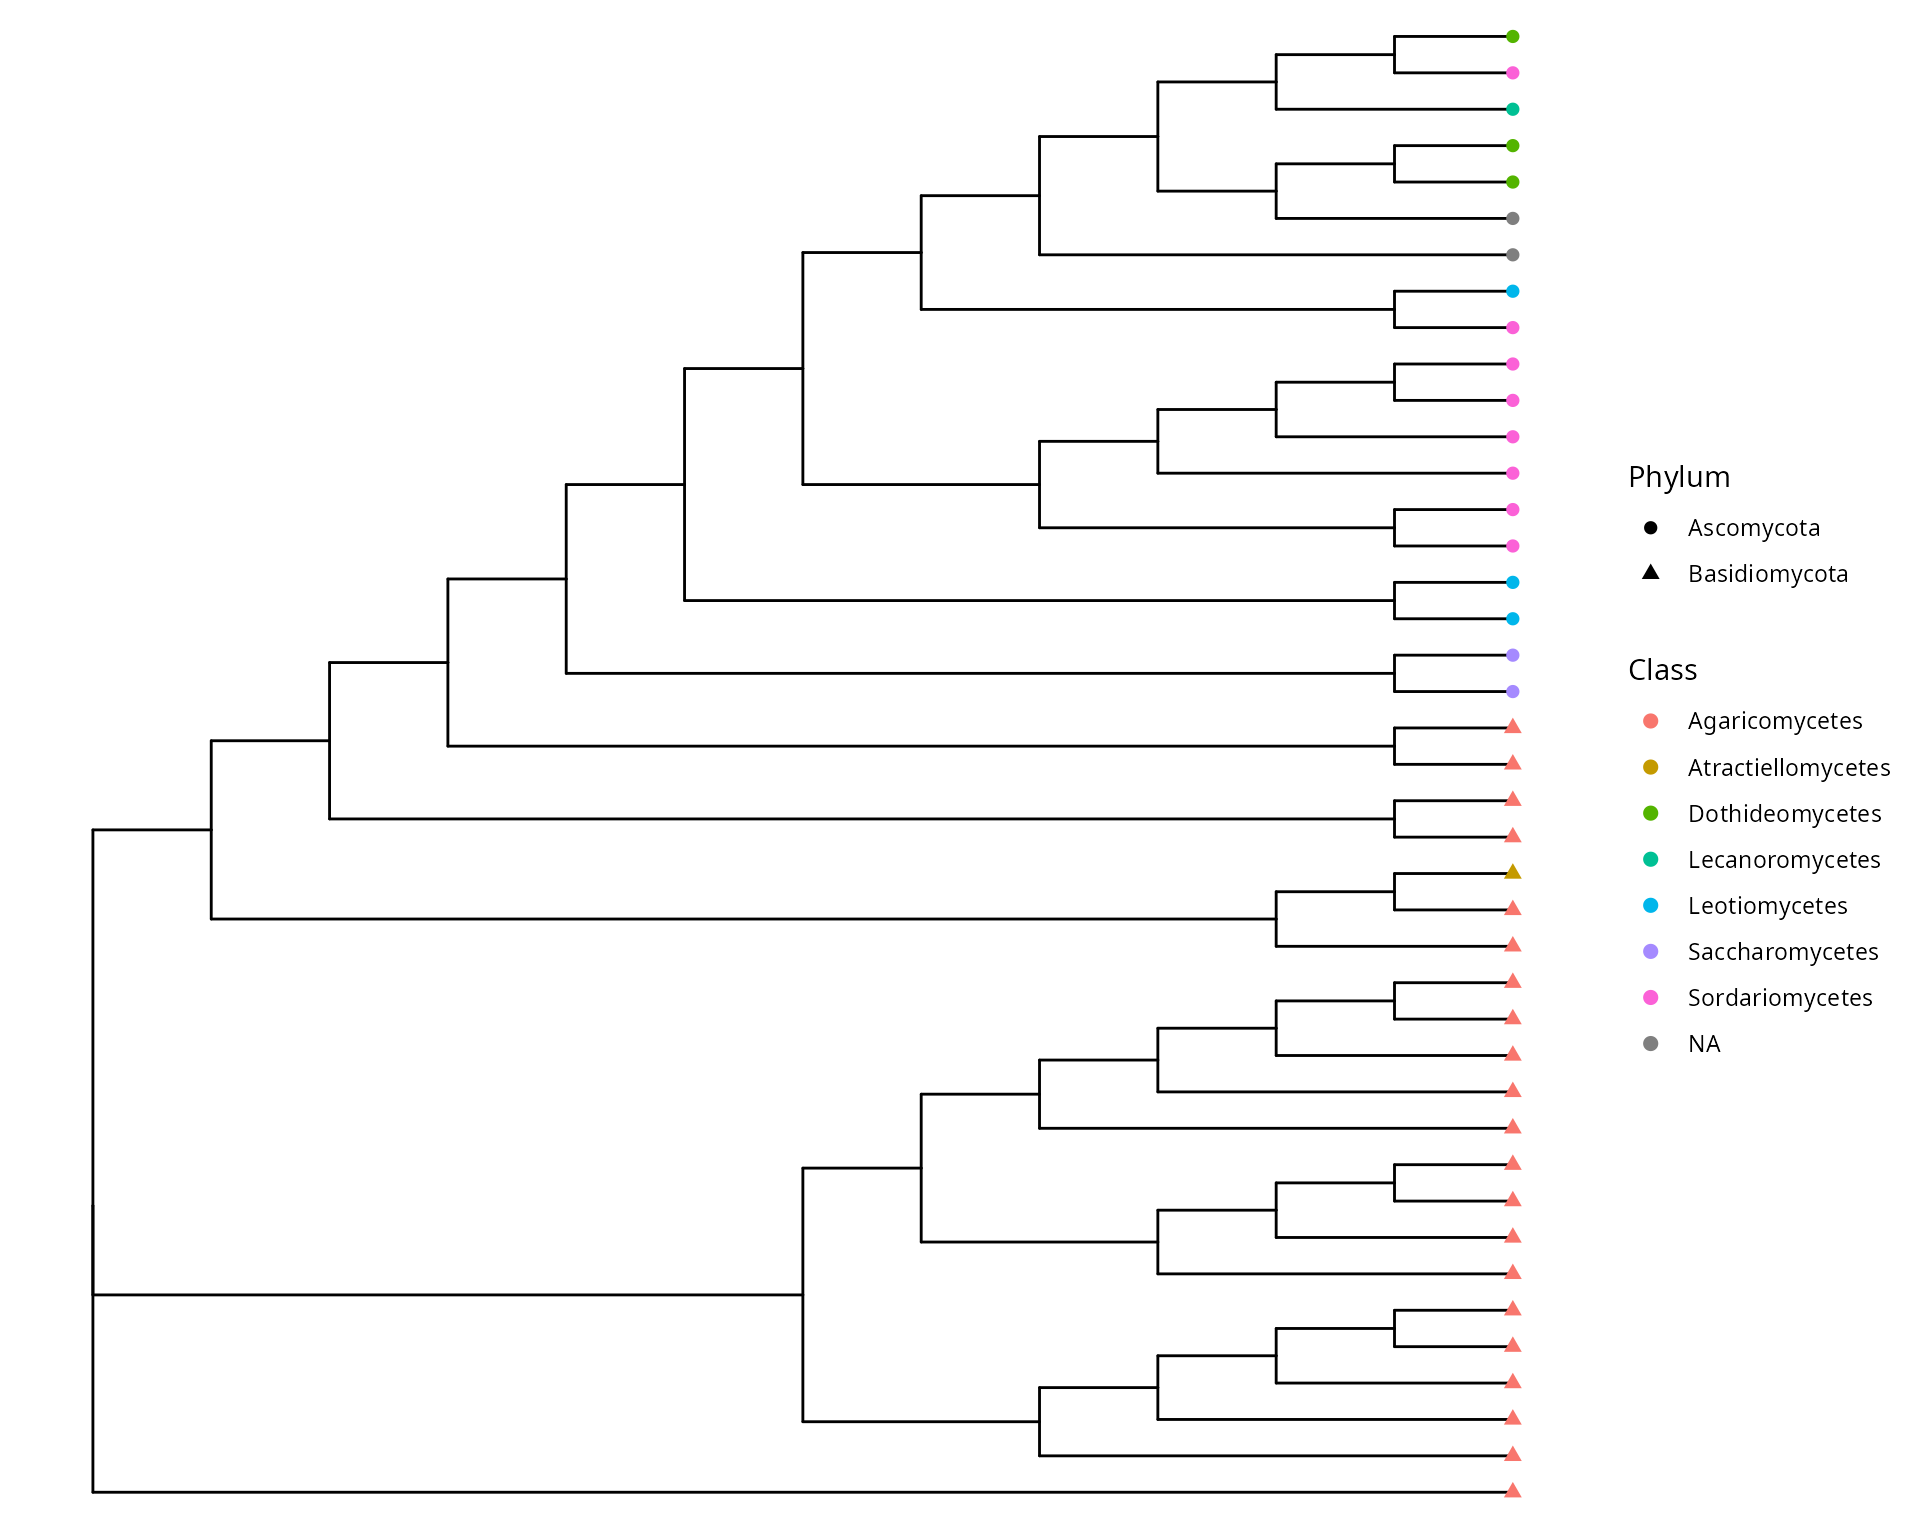 Phylum
Ascomycota
Basidiomycota
Class
Agaricomycetes
Atractiellomycetes
Dothideomycetes
Lecanoromycetes
Leotiomycetes
Saccharomycetes
Sordariomycetes
NA